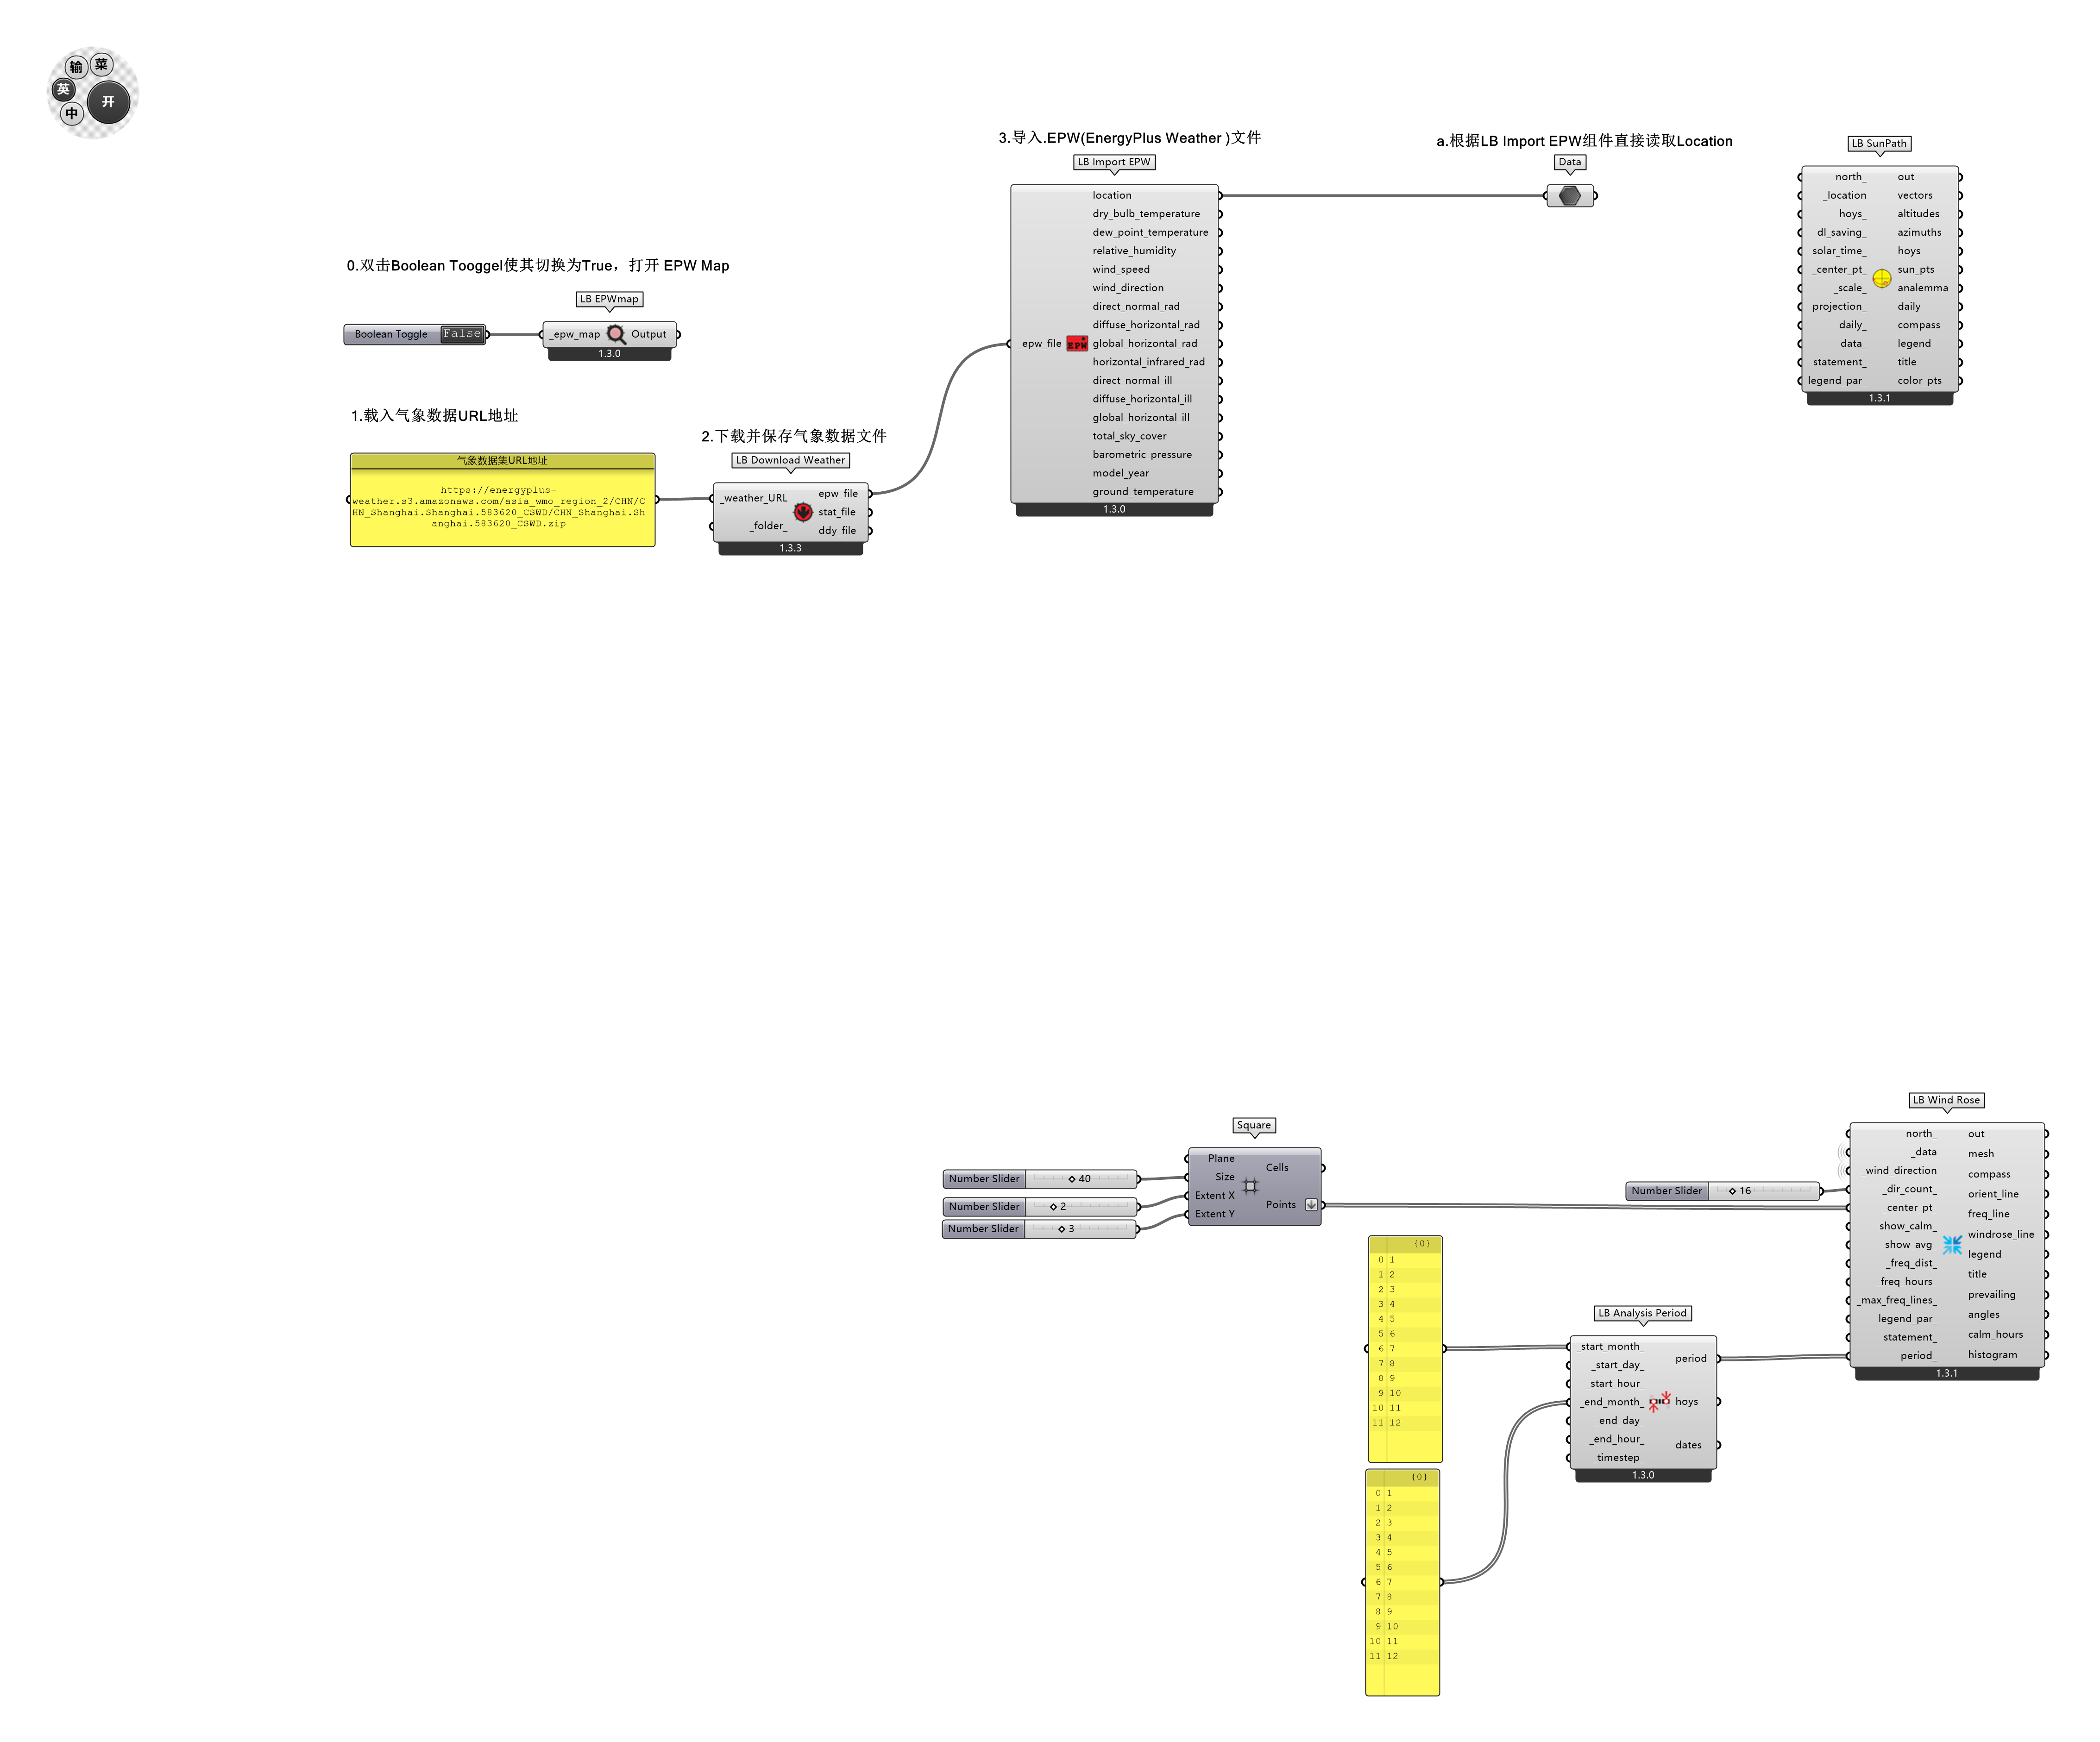 输
菜
英
开
中
3.导入.EPW(EnergyPlus Weather )文件
LB Import EPW
location
dry_bulb_temperature
dew_point_temperature
relative_humidity
wind_speed
wind_direction
direct_normal_rad
diffuse_horizontal_rad
_epw_file
EPW
global_horizontal_rad
horizontal_infrared_rad
direct_normal_ill
diffuse_horizontal_ill
global_horizontal_ill
total_sky_cover
barometric_pressure
model_year
ground_temperature
1.3.0
a.根据LB Import EPW组件直接读取Location
Data
LB SunPath
north_ out
_location vectors
hoys_ altitudes
dl_saving_ azimuths
solar_time_ hoys
_center_pt_ sun_pts
_scale_ analemma
projection_ daily
daily_ compass
data_ legend
statement_ title
legend_par_ color_pts
1.3.1
0.双击Boolean Tooggel使其切换为True，打开 EPW Map
LB EPWmap
Boolean Toggle False
_epw_map Output
1.3.0
1.载入气象数据URL地址
气象数据集URL地址
https://energyplus-
weather.s3.amazonaws.com/asia_wmo_region_2/CHN/C
HN_Shanghai.Shanghai.583620_CSWD/CHN_Shanghai.Sh
anghai.583620_CSWD.zip
2.下载并保存气象数据文件
LB Download Weather
_weather_URL epw_file
stat_file
_folder_ ddy_file
1.3.3
Square
Plane
Size
Extent X
Extent Y
Cells
Points
Number Slider 40
Number Slider 2
Number Slider 3
Number Slider 16
LB Wind Rose
north_
_data
_wind_direction
_dir_count_
_center_pt_
show_calm_
show_avg_
_freq_dist_
_freq_hours_
_max_freq_lines_
legend_par_
statement_
period_
out
mesh
compass
orient_line
freq_line
windrose_line
legend
title
prevailing
angles
calm_hours
histogram
1.3.1
{0}
0 1
1 2
2 3
3 4
4 5
5 6
6 7
7 8
8 9
9 10
10 11
11 12
LB Analysis Period
_start_month_
_start_day_
_start_hour_
_end_month_
_end_day_
_end_hour_
_timestep_
period
hoys
dates
1.3.0
{0}
0 1
1 2
2 3
3 4
4 5
5 6
6 7
7 8
8 9
9 10
10 11
11 12